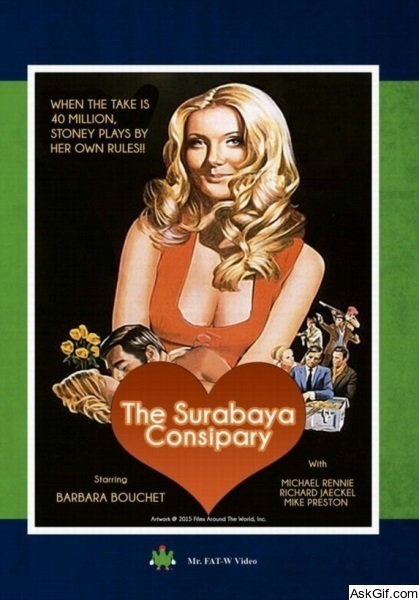 WHEN THE TAKE IS
40 MILLION,
STONEY PLAYS BY
HER OWN RULES!!
The Surabaya
Consipary
Starring
BARBARA BOUCHET
With
MICHAEL RENNIE
RICHARD JAECKEL
MIKE PRESTON
Artwork © 2015 Films Around The World, Inc.
Mr. FAT-W Video
AskGif.com